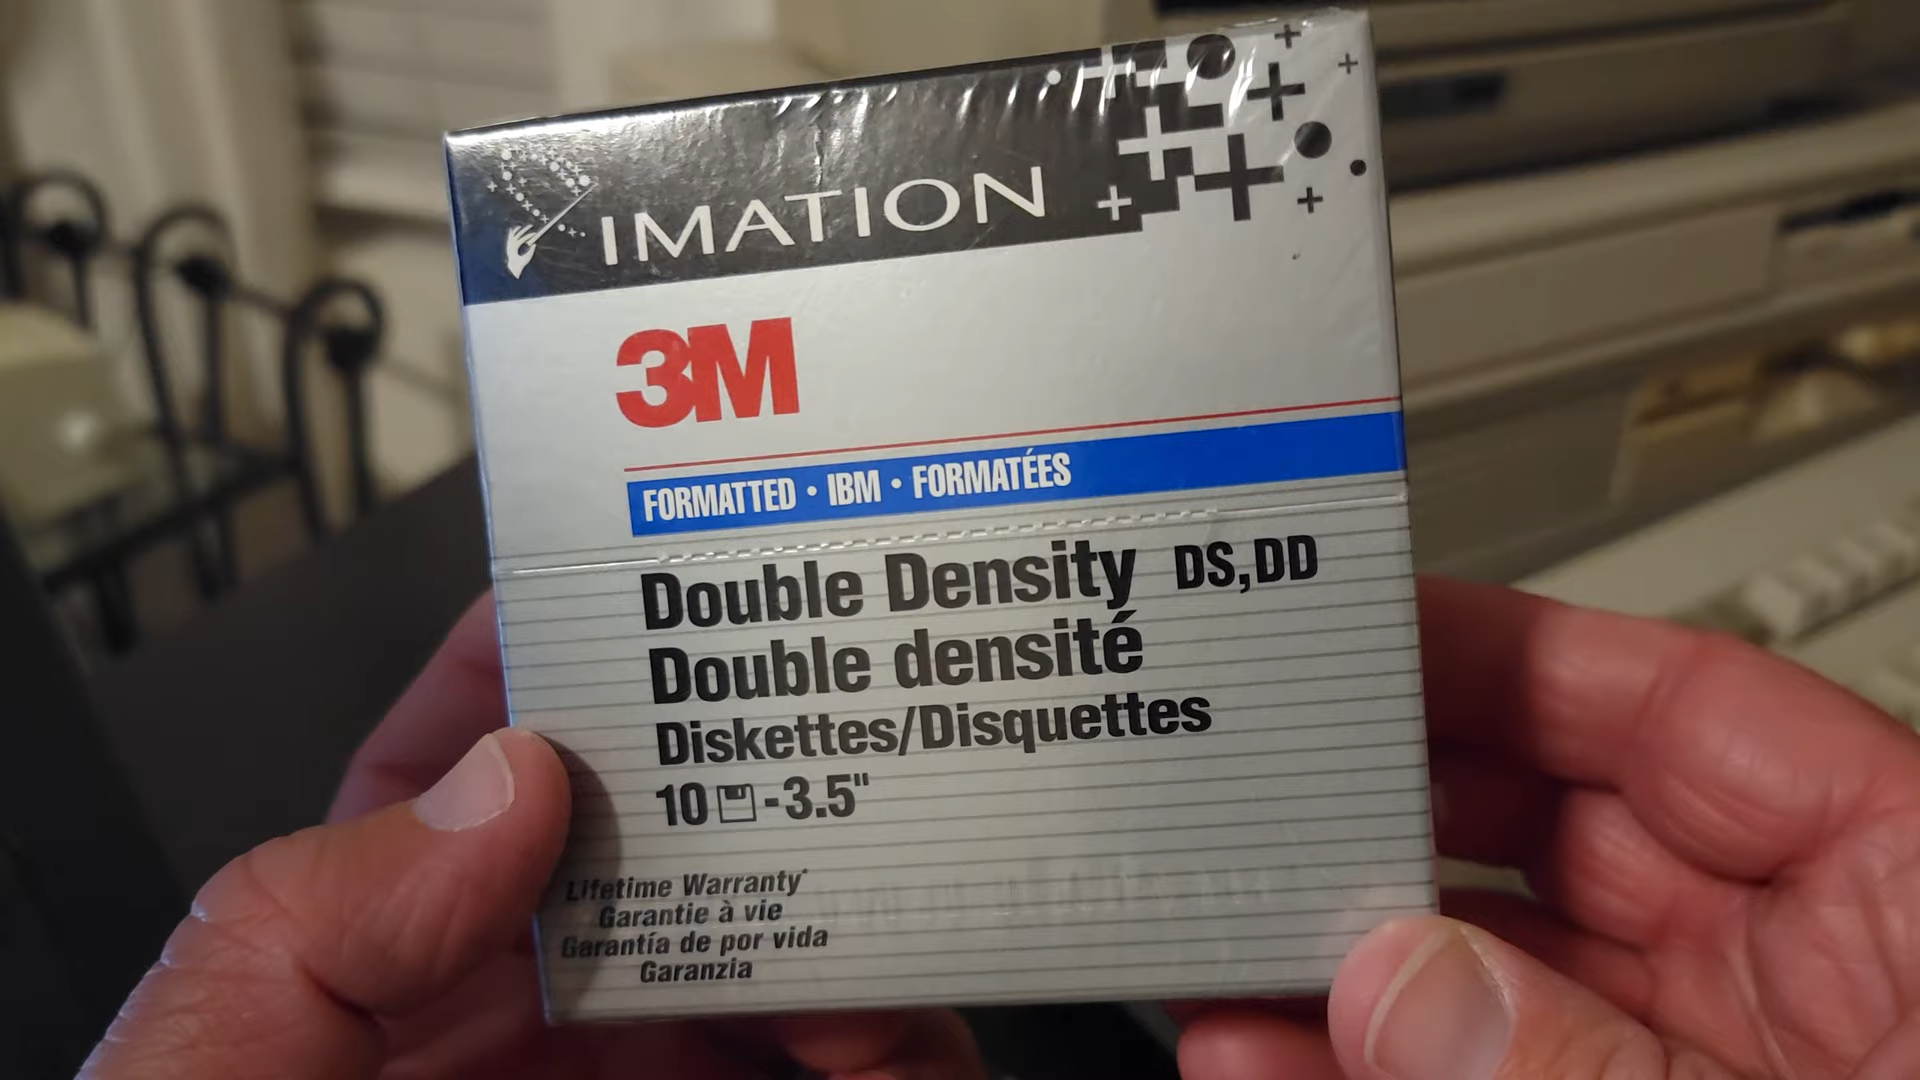 IMATION
3M
FORMATTED • IBM • FORMATÉES
Double Density DS,DD
Double densité
Diskettes/Disquettes
10 -3.5"
Lifetime Warranty*
Garantie à vie
Garantía de por vida
Garanzia